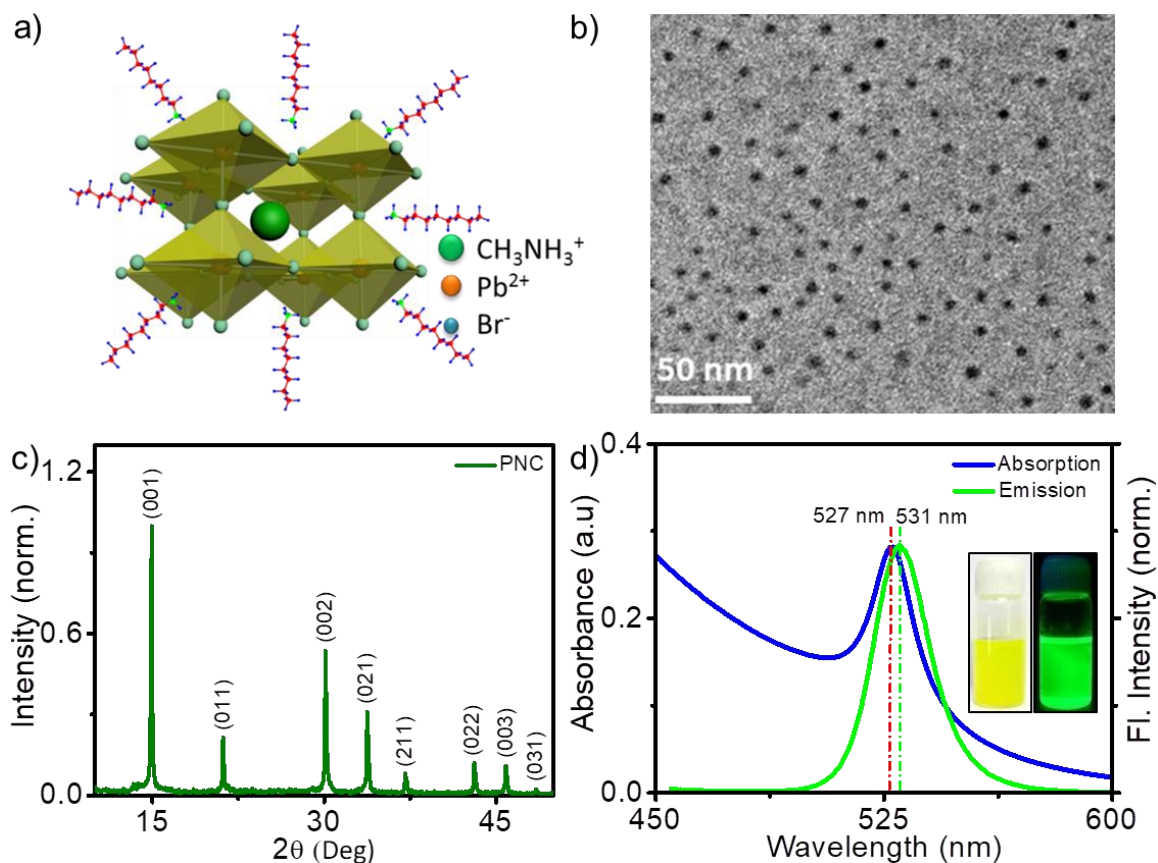 a)
CH₃NH₃⁺
Pb²⁺
Br⁻
b)
50 nm
c)
Intensity (norm.)
1.2
0.6
0.0
PNC
(001)
(011)
(002)
(021)
(211)
(022)
(003)
(031)
15
30
45
2θ (Deg)
d)
Absorbance (a.u)
0.4
0.2
0.0
Absorption
Emission
527 nm
531 nm
450
525
600
Wavelength (nm)
Fl. Intensity (norm.)